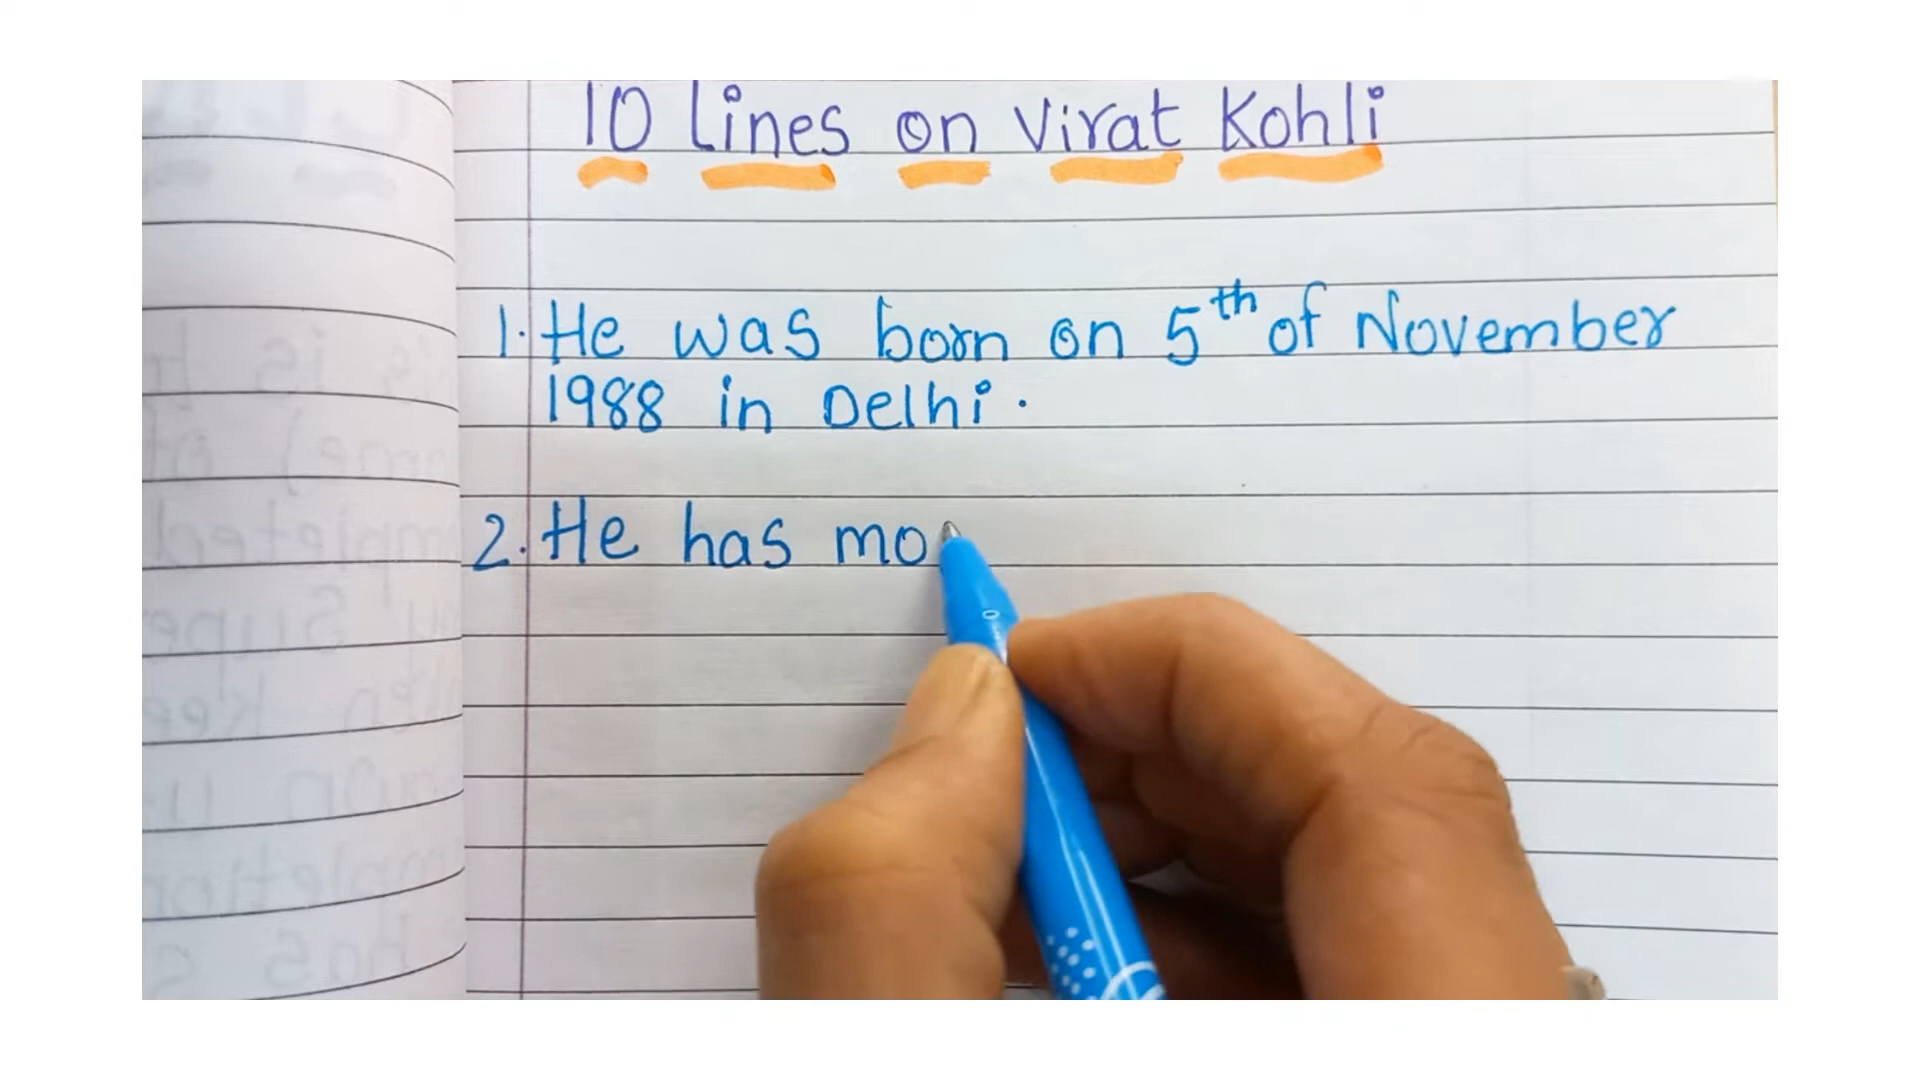 10 Lines on Virat Kohli
1. He was born on 5th of November
1988 in Delhi.
2. He has mo